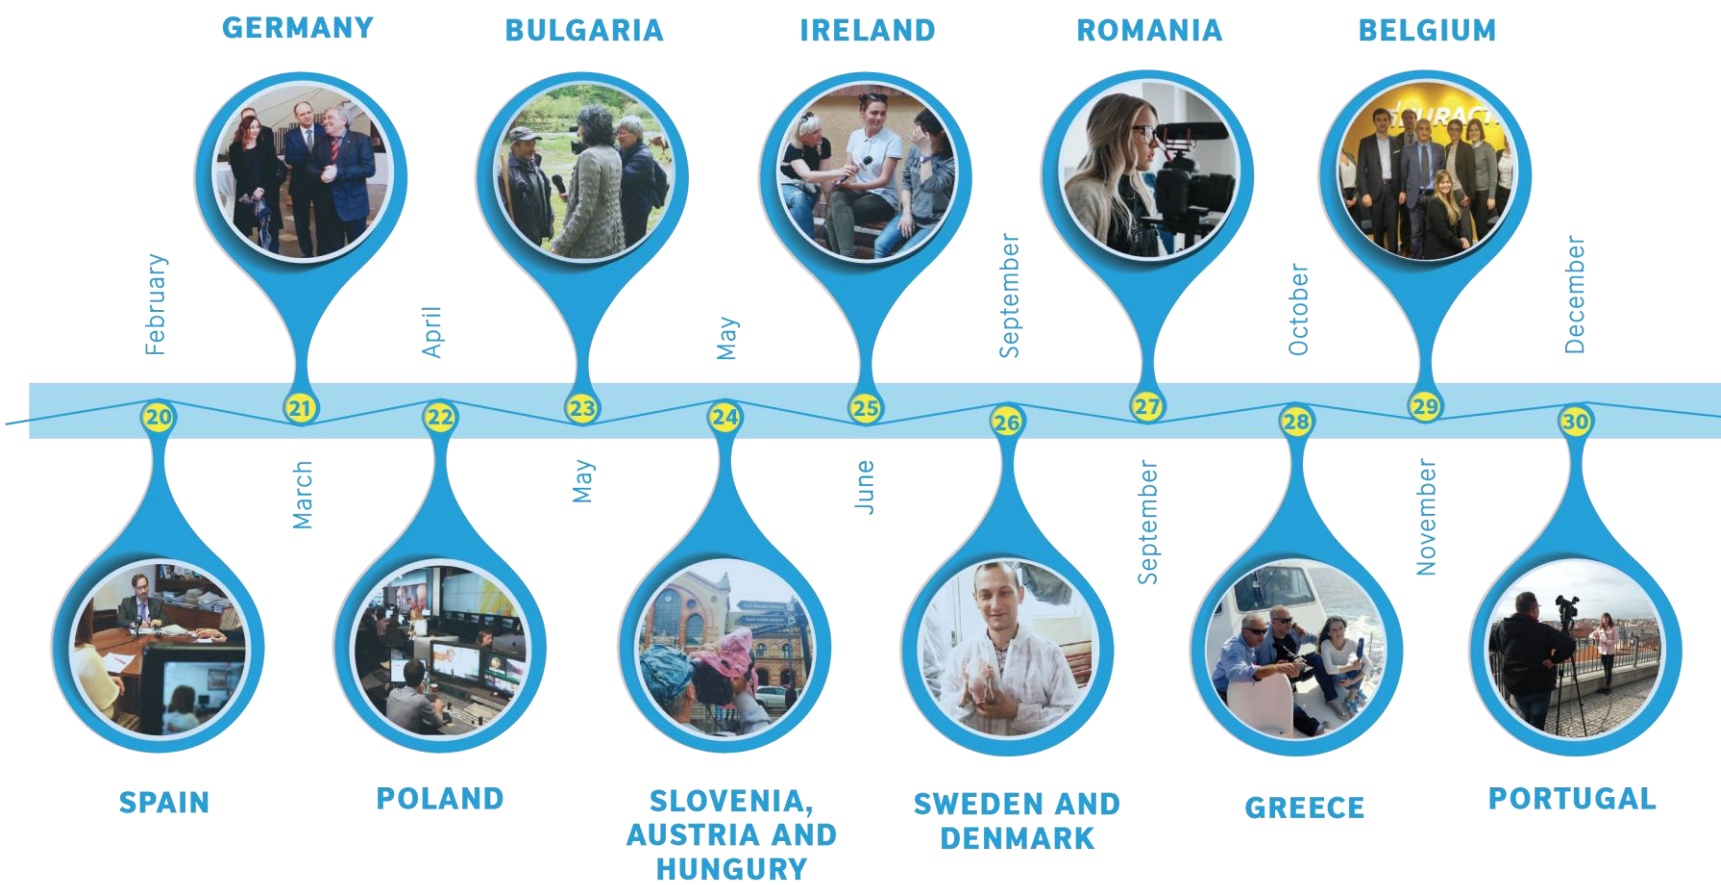 GERMANY
BULGARIA
IRELAND
ROMANIA
BELGIUM
February
April
May
September
October
December
20
21
22
23
24
25
26
27
28
29
30
March
May
June
September
November
SPAIN
POLAND
SLOVENIA,
AUSTRIA AND
HUNGURY
SWEDEN AND
DENMARK
GREECE
PORTUGAL